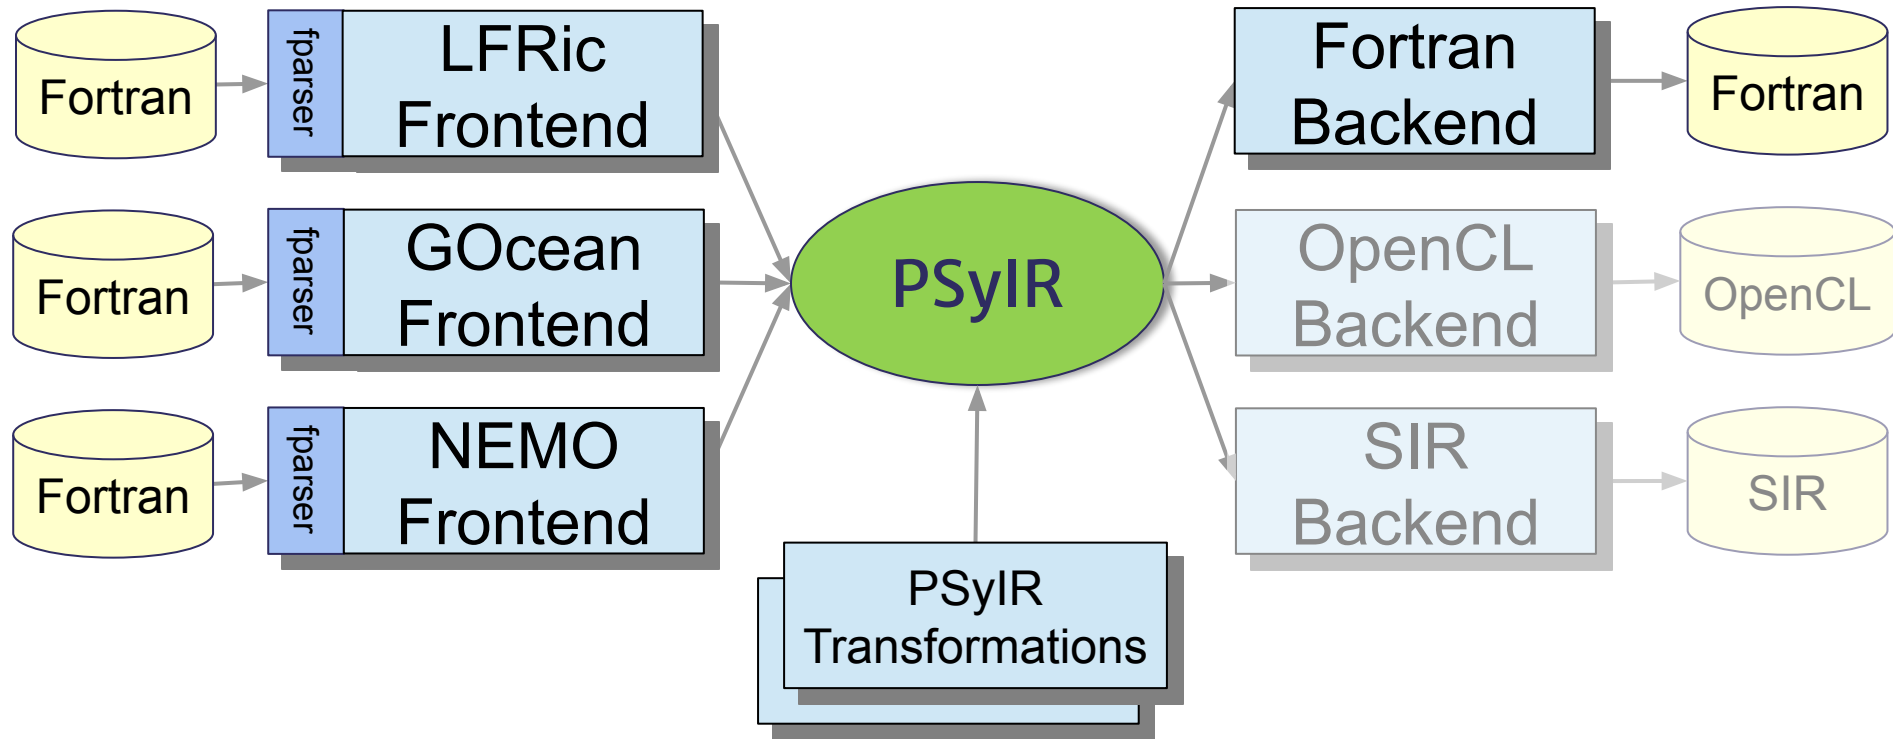 Fortran
fparser
LFRic
Frontend
Fortran
fparser
GOcean
Frontend
Fortran
fparser
NEMO
Frontend
PSyIR
PSyIR
Transformations
Fortran
Backend
Fortran
OpenCL
Backend
OpenCL
SIR
Backend
SIR